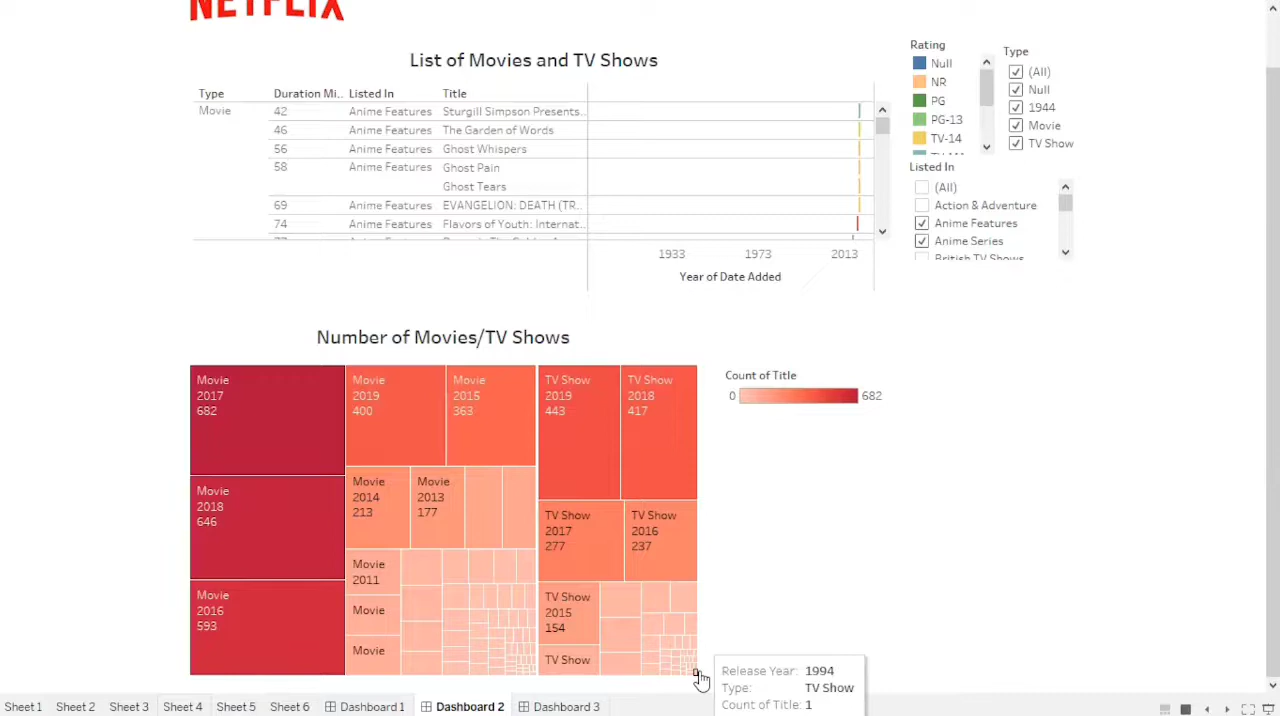 NETFLIX
List of Movies and TV Shows
Type Duration Mi.. Listed In Title
Movie 42 Anime Features Sturgill Simpson Presents..
46 Anime Features The Garden of Words
56 Anime Features Ghost Whispers
58 Anime Features Ghost Pain
Ghost Tears
69 Anime Features EVANGELION: DEATH (TR..
74 Anime Features Flavors of Youth: Internat..
1933 1973 2013
Year of Date Added
Rating
Null
NR
PG
PG-13
TV-14
Type
(All)
Null
1944
Movie
TV Show
Listed In
(All)
Action & Adventure
Anime Features
Anime Series
British TV Shows
Number of Movies/TV Shows
Movie
2017
682
Movie
2018
646
Movie
2016
593
Movie
2019
400
Movie
2015
363
Movie
2014
213
Movie
2013
177
Movie
2011
Movie
Movie
TV Show
2019
443
TV Show
2018
417
TV Show
2017
277
TV Show
2016
237
TV Show
2015
154
TV Show
Count of Title
0 682
Release Year: 1994
Type: TV Show
Count of Title: 1
Sheet 1 Sheet 2 Sheet 3 Sheet 4 Sheet 5 Sheet 6 Dashboard 1 Dashboard 2 Dashboard 3